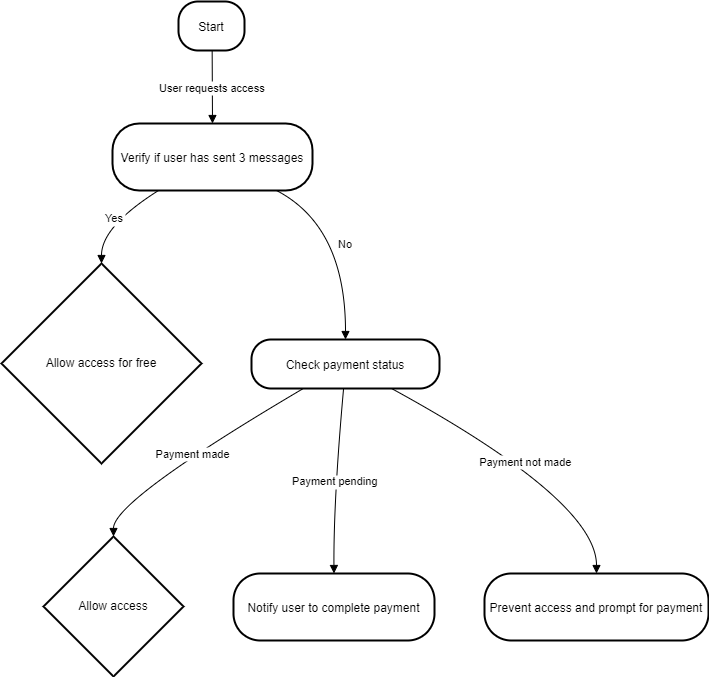 Start
User requests access
Verify if user has sent 3 messages
Yes
No
Allow access for free
Check payment status
Payment made
Payment pending
Payment not made
Allow access
Notify user to complete payment
Prevent access and prompt for payment